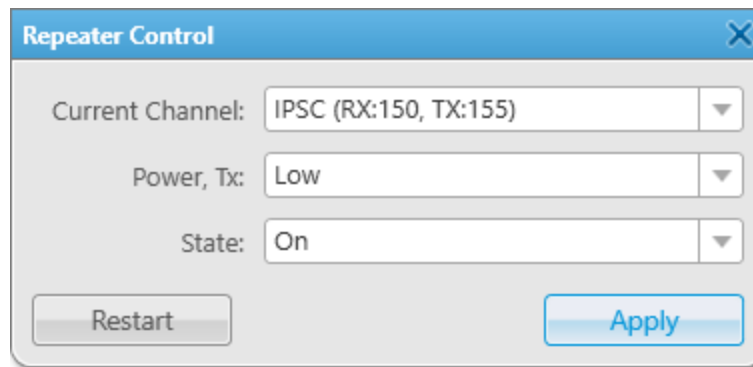 Repeater Control
Current Channel: IPSC (RX:150, TX:155)
Power, Tx: Low
State: On
Restart Apply